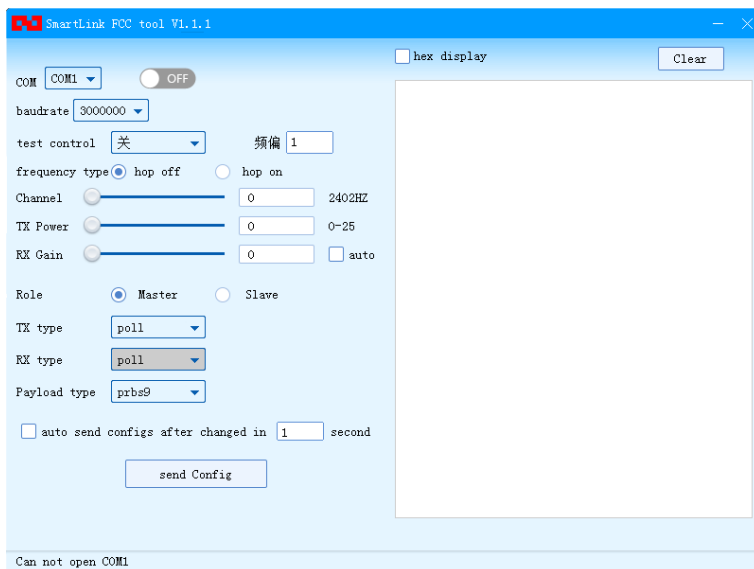 SmartLink FCC tool V1.1.1
hex display
Clear
COM COM1 OFF
baudrate 3000000
test control 关 频偏 1
frequency type hop off hop on
Channel 0 2402HZ
TX Power 0 0-25
RX Gain 0 auto
Role Master Slave
TX type poll
RX type poll
Payload type prbs9
auto send configs after changed in 1 second
send Config
Can not open COM1